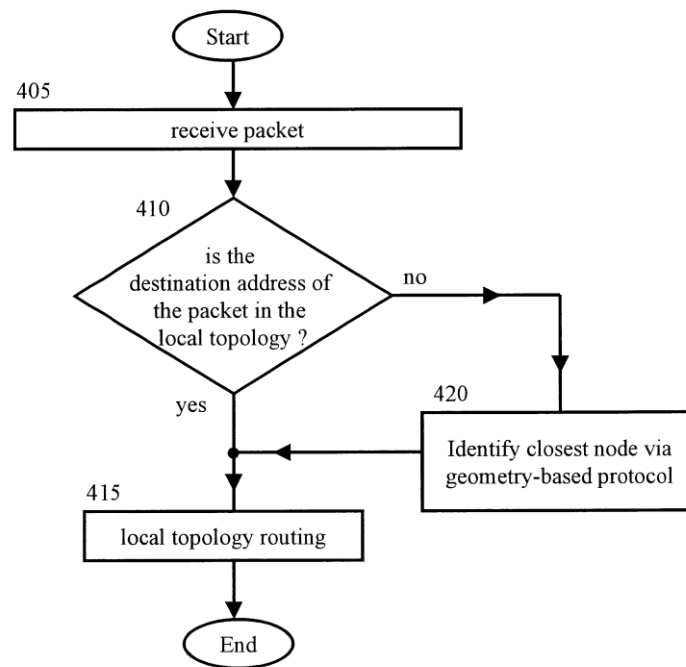 Start
405
receive packet
410
is the
destination address of
the packet in the
local topology ?
no
yes
420
Identify closest node via
geometry-based protocol
415
local topology routing
End